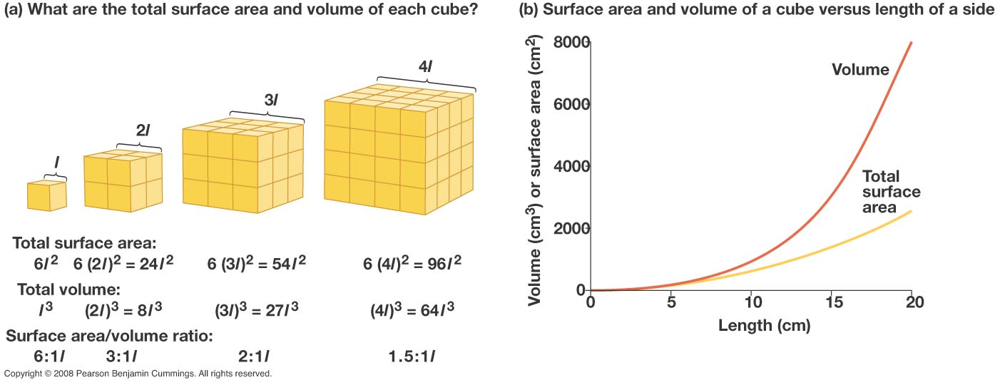 (a) What are the total surface area and volume of each cube?
l
2l
3l
4l
Total surface area:
6l² 6 (2l)² = 24l² 6 (3l)² = 54l² 6 (4l)² = 96l²
Total volume:
l³ (2l)³ = 8l³ (3l)³ = 27l³ (4l)³ = 64l³
Surface area/volume ratio:
6:1l 3:1l 2:1l 1.5:1l
Copyright © 2008 Pearson Benjamin Cummings. All rights reserved.
(b) Surface area and volume of a cube versus length of a side
Volume (cm³) or surface area (cm²)
8000
6000
4000
2000
0
Volume
Total
surface
area
0 5 10 15 20
Length (cm)